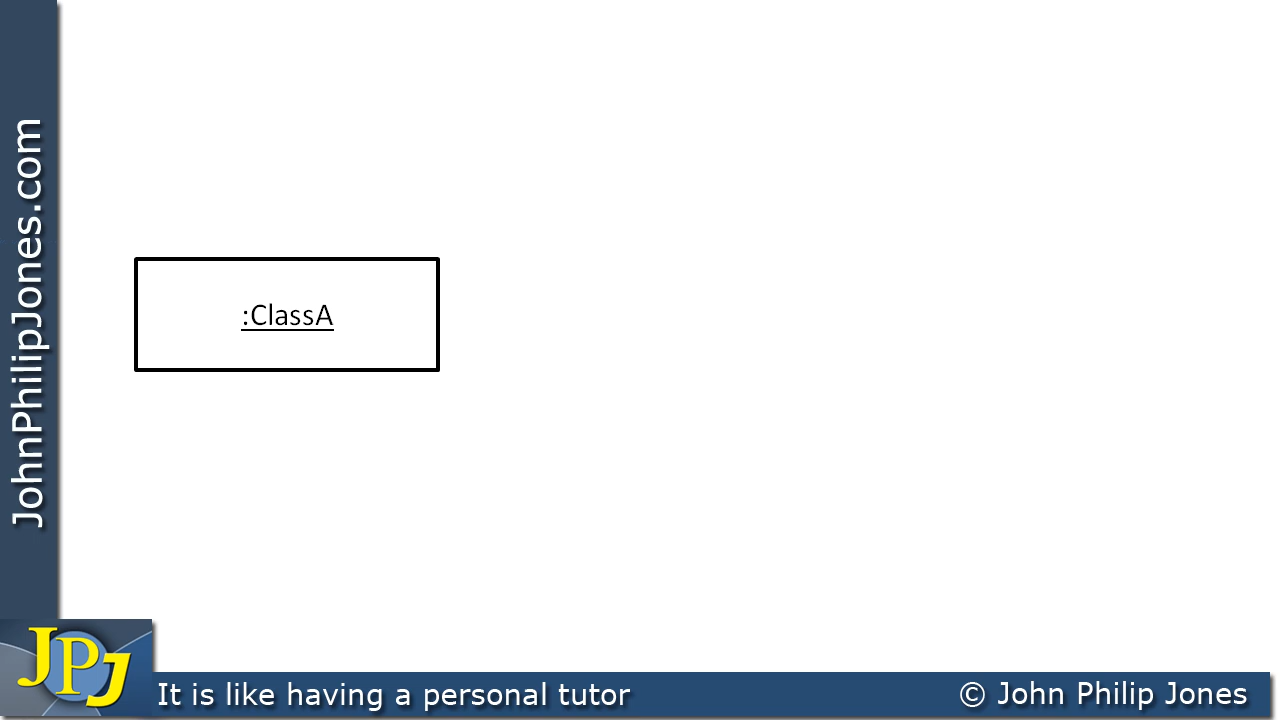 JohnPhilipJones.com
:ClassA
JPJ
It is like having a personal tutor
© John Philip Jones